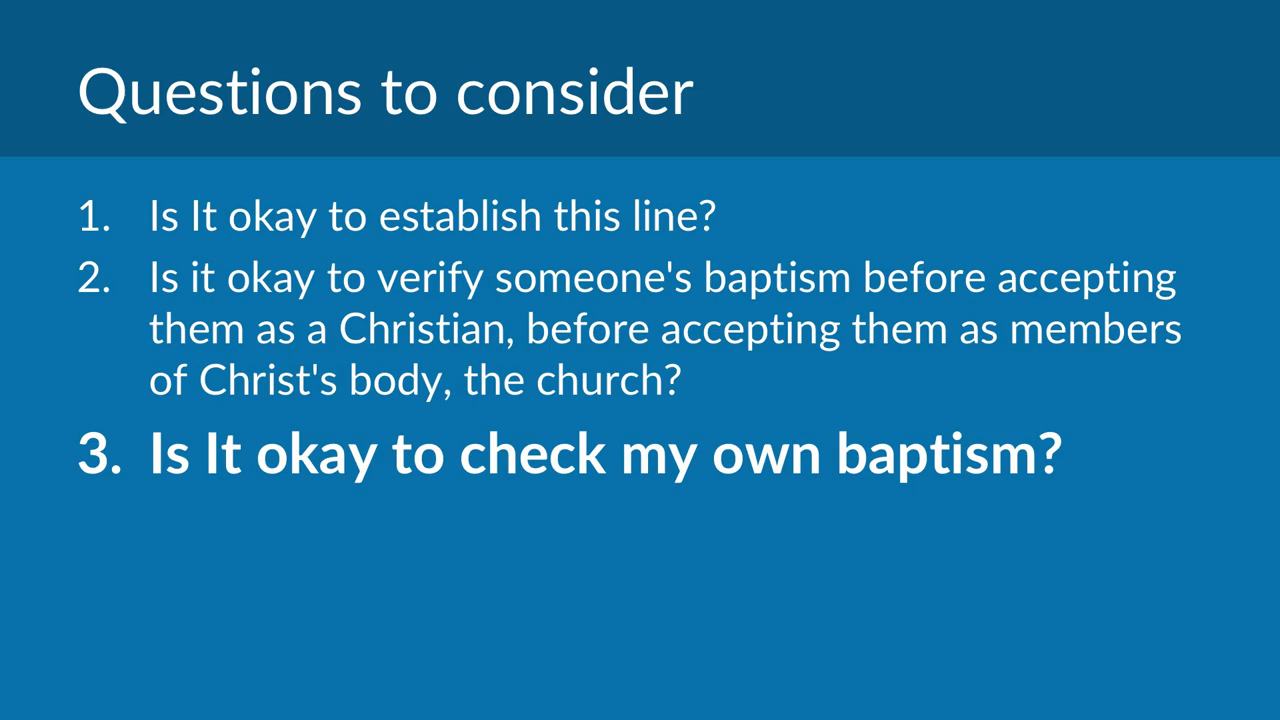 Questions to consider
1. Is It okay to establish this line?
2. Is it okay to verify someone's baptism before accepting
them as a Christian, before accepting them as members
of Christ's body, the church?
3. Is It okay to check my own baptism?